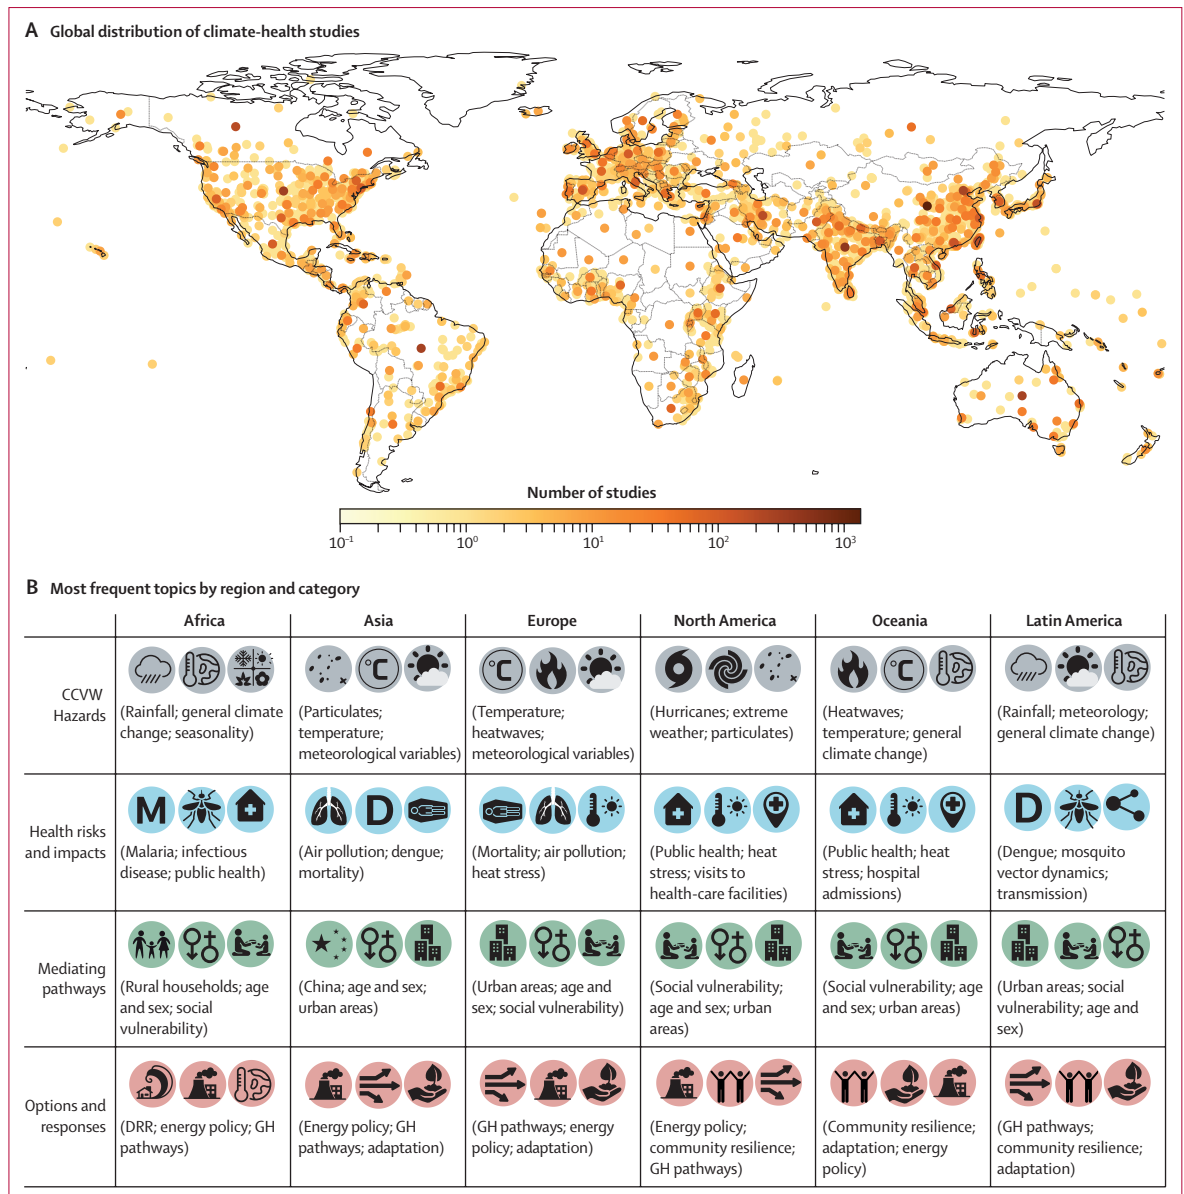 A Global distribution of climate-health studies
Number of studies
10⁻¹ 10⁰ 10¹ 10² 10³
B Most frequent topics by region and category
Africa Asia Europe North America Oceania Latin America
CCVW
Hazards
°C
°C
°C
(Rainfall; general climate
change; seasonality)
(Particulates;
temperature;
meteorological variables)
(Temperature;
heatwaves;
meteorological variables)
(Hurricanes; extreme
weather; particulates)
(Heatwaves;
temperature; general
climate change)
(Rainfall; meteorology;
general climate change)
Health risks
and impacts
M
D
D
(Malaria; infectious
disease; public health)
(Air pollution; dengue;
mortality)
(Mortality; air pollution;
heat stress)
(Public health; heat
stress; visits to
health-care facilities)
(Public health; heat
stress; hospital
admissions)
(Dengue; mosquito
vector dynamics;
transmission)
Mediating
pathways
(Rural households; age
and sex; social
vulnerability)
(China; age and sex;
urban areas)
(Urban areas; age and
sex; social vulnerability)
(Social vulnerability;
age and sex; urban
areas)
(Social vulnerability; age
and sex; urban areas)
(Urban areas; social
vulnerability; age and
sex)
Options and
responses
(DRR; energy policy; GH
pathways)
(Energy policy; GH
pathways; adaptation)
(GH pathways; energy
policy; adaptation)
(Energy policy;
community resilience;
GH pathways)
(Community resilience;
adaptation; energy
policy)
(GH pathways;
community resilience;
adaptation)